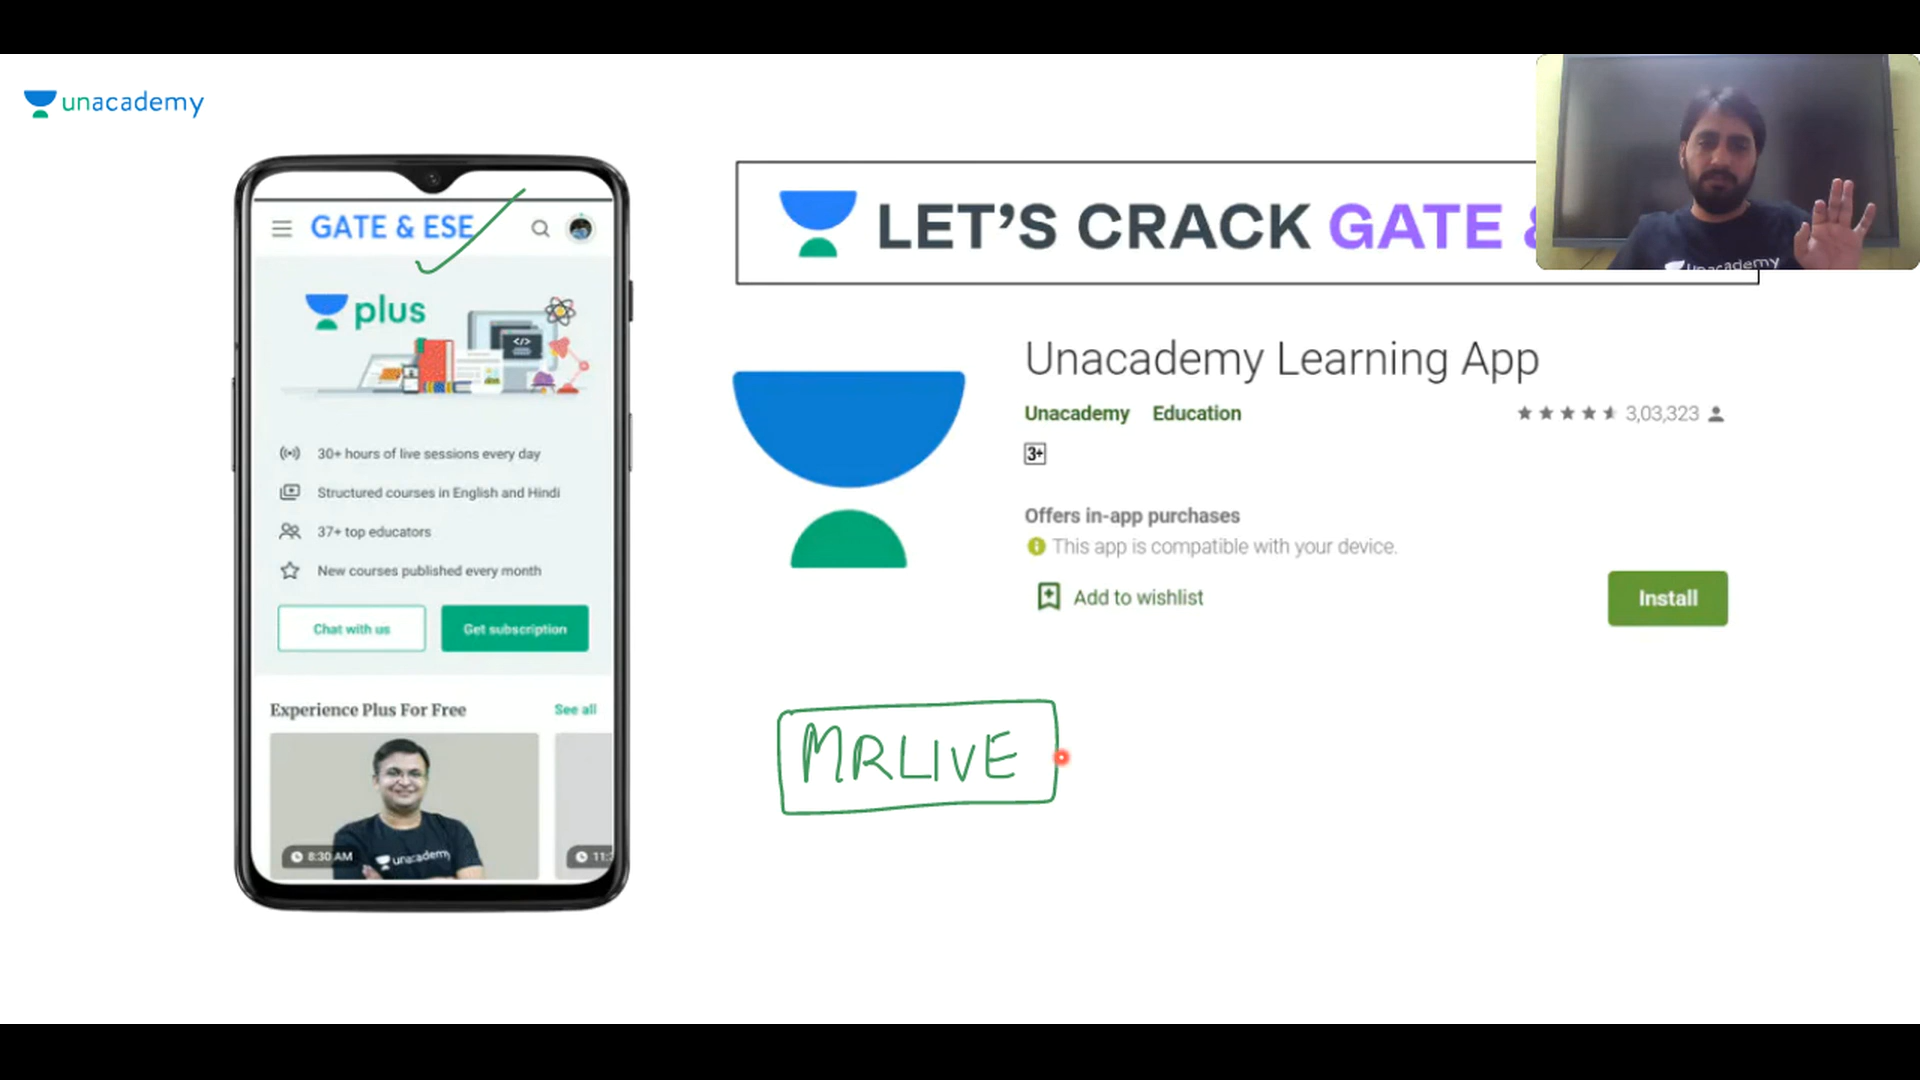 unacademy
GATE & ESE
plus
30+ hours of live sessions every day
Structured courses in English and Hindi
37+ top educators
New courses published every month
Chat with us
Get subscription
Experience Plus For Free
See all
unacademy
8:30 AM
11:
LET'S CRACK GATE &
unacademy
Unacademy Learning App
Unacademy Education
3,03,323
3+
Offers in-app purchases
This app is compatible with your device.
Add to wishlist
Install
MRLIVE